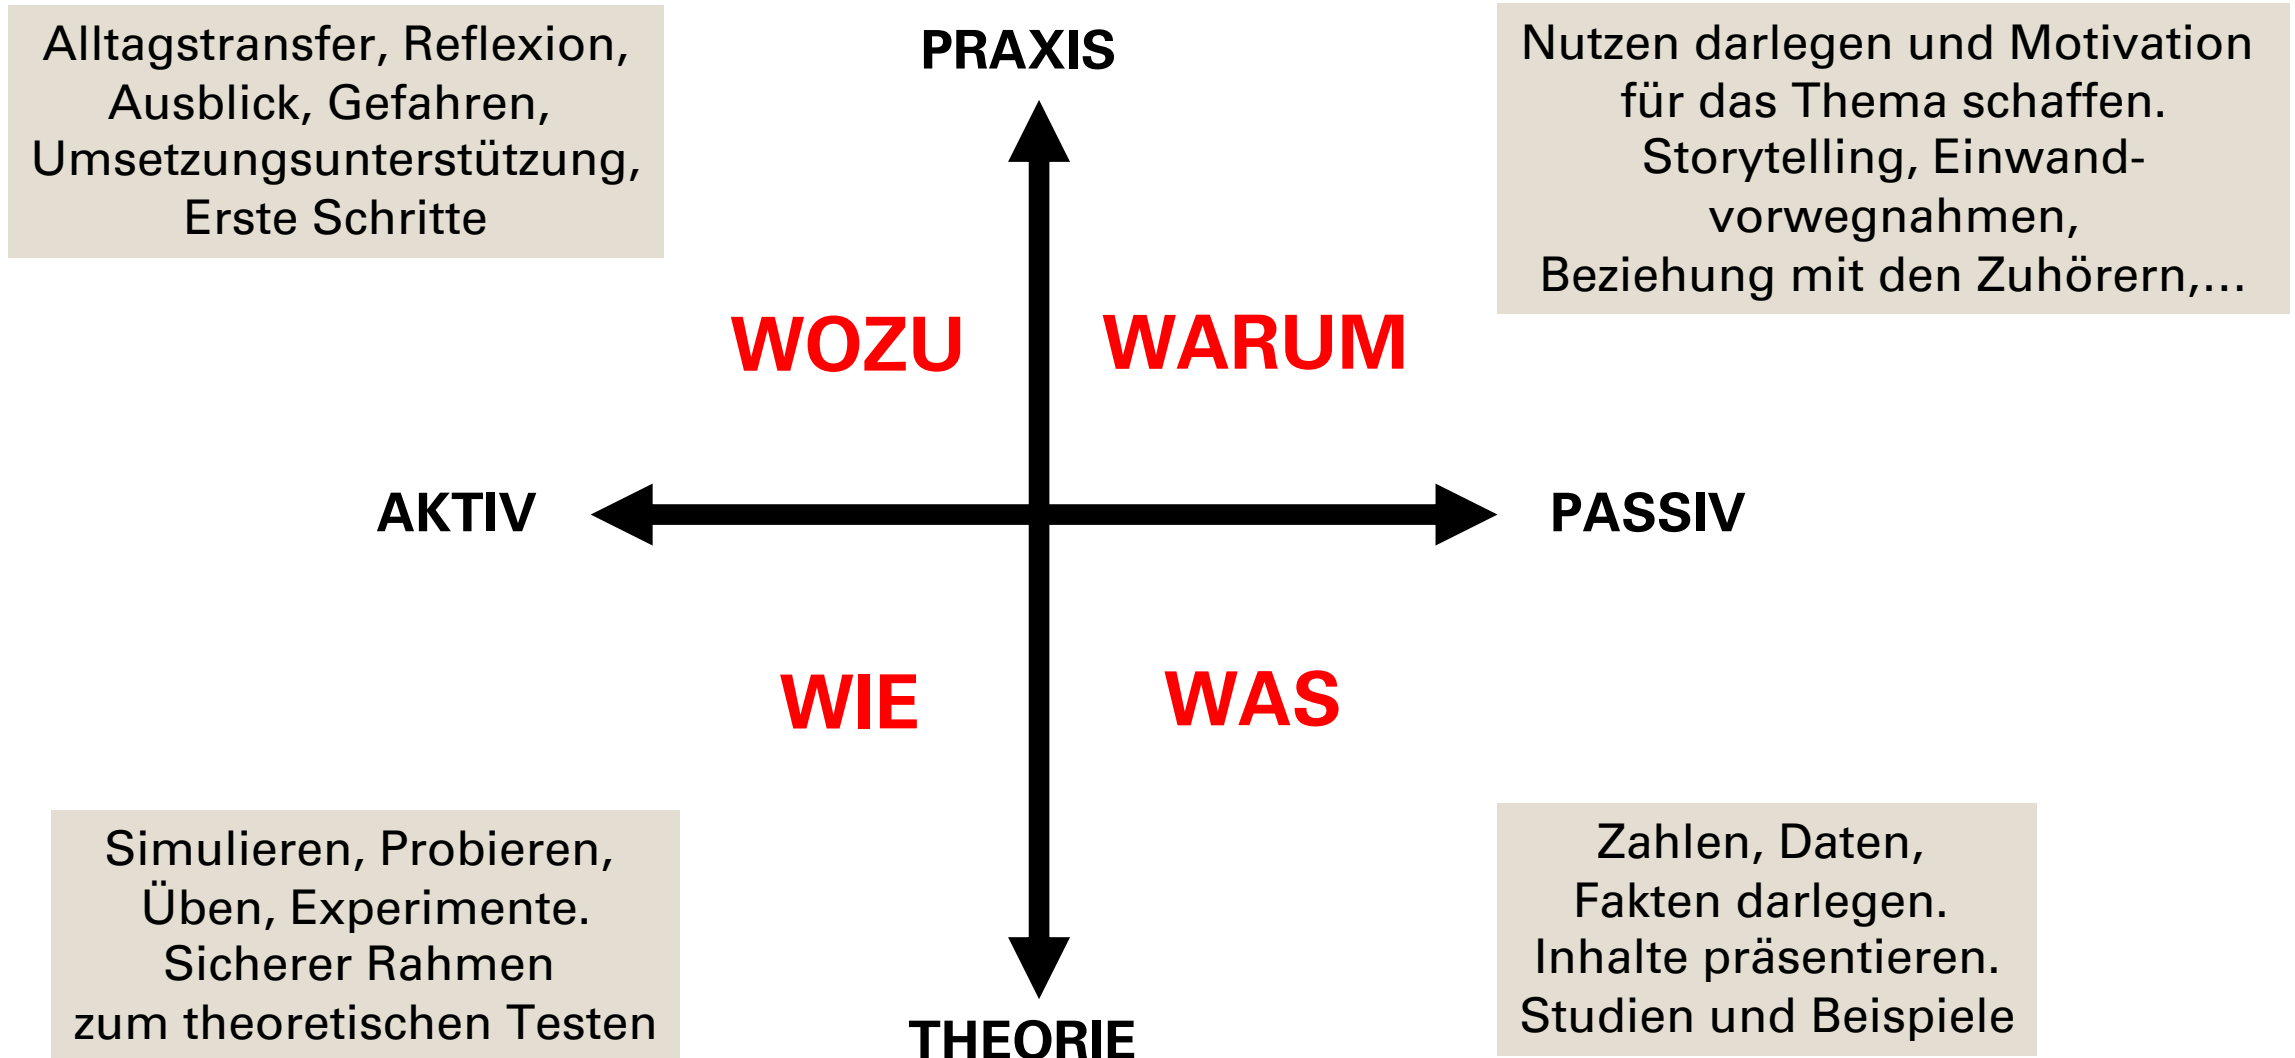 Alltagstransfer, Reflexion,
Ausblick, Gefahren,
Umsetzungsunterstützung,
Erste Schritte
PRAXIS
Nutzen darlegen und Motivation
für das Thema schaffen.
Storytelling, Einwand-
vorwegnahmen,
Beziehung mit den Zuhörern,...
WOZU
WARUM
AKTIV
PASSIV
WIE
WAS
Simulieren, Probieren,
Üben, Experimente.
Sicherer Rahmen
zum theoretischen Testen
Zahlen, Daten,
Fakten darlegen.
Inhalte präsentieren.
Studien und Beispiele
THEORIE